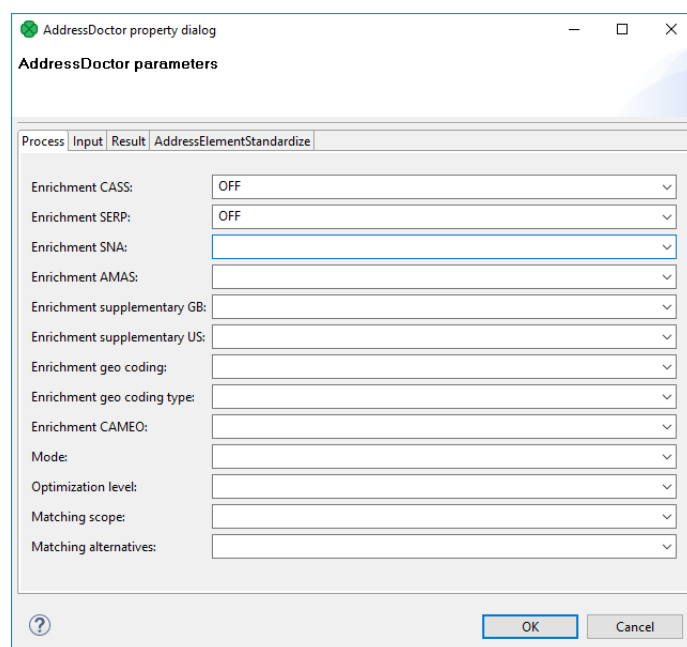 AddressDoctor property dialog
AddressDoctor parameters
Process Input Result AddressElementStandardize
Enrichment CASS: OFF
Enrichment SERP: OFF
Enrichment SNA:
Enrichment AMAS:
Enrichment supplementary GB:
Enrichment supplementary US:
Enrichment geo coding:
Enrichment geo coding type:
Enrichment CAMEO:
Mode:
Optimization level:
Matching scope:
Matching alternatives:
? OK Cancel